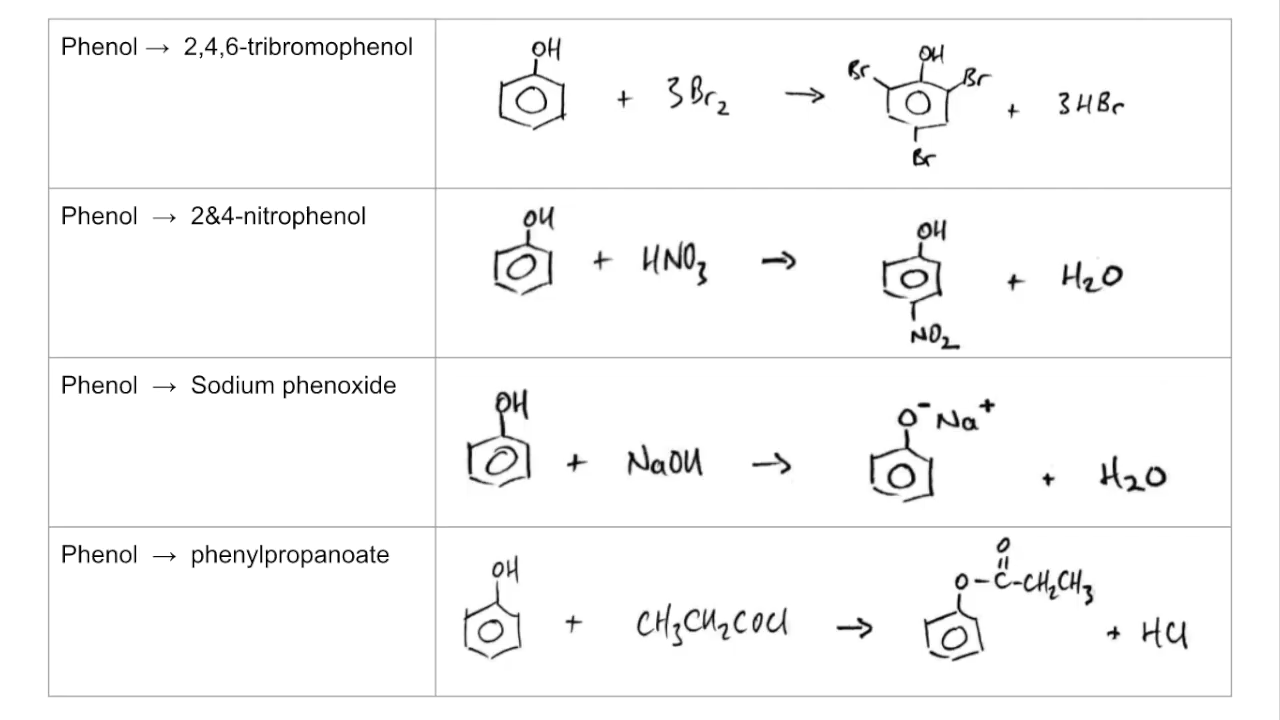 Phenol → 2,4,6-tribromophenol
OH
+ 3Br₂ →
OH
Br
Br
Br
+ 3HBr
Phenol → 2&4-nitrophenol
OH
+ HNO₃ →
OH
NO₂
+ H₂O
Phenol → Sodium phenoxide
OH
+ NaOH →
O⁻ Na⁺
+ H₂O
Phenol → phenylpropanoate
OH
+ CH₃CH₂COCl →
O
O-C-CH₂CH₃
+ HCl